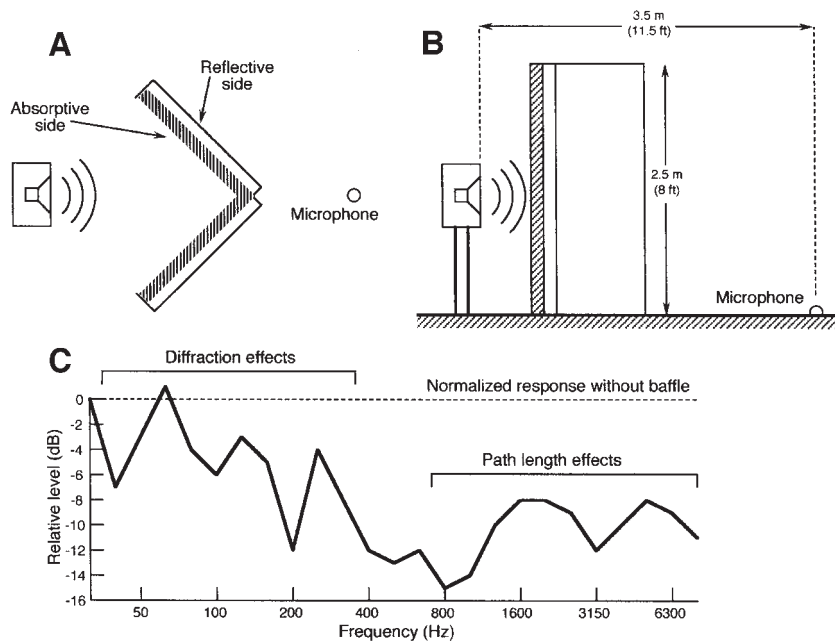 A
Reflective
side
Absorptive
side
Microphone
B
3.5 m
(11.5 ft)
2.5 m
(8 ft)
Microphone
C
Diffraction effects
Normalized response without baffle
Path length effects
Relative level (dB)
0
-2
-4
-6
-8
-10
-12
-14
-16
50 100 200 400 800 1600 3150 6300
Frequency (Hz)